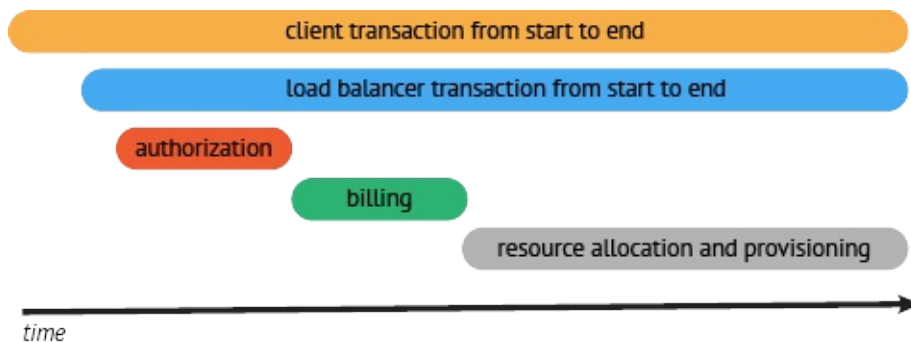 client transaction from start to end
load balancer transaction from start to end
authorization
billing
resource allocation and provisioning
time